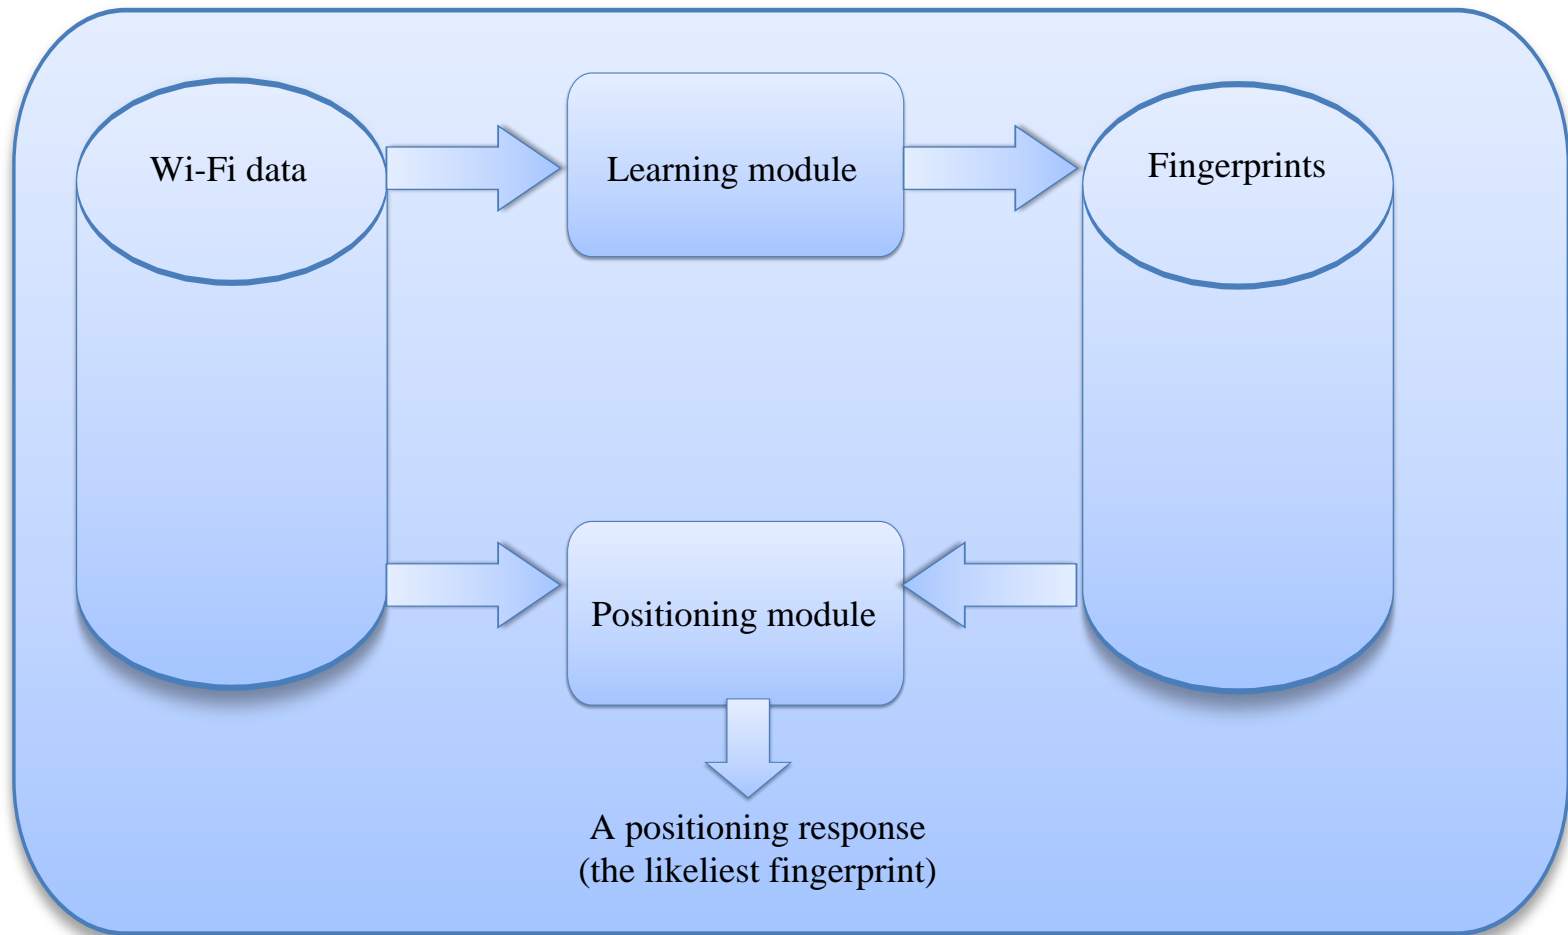 Wi-Fi data
Learning module
Fingerprints
Positioning module
A positioning response
(the likeliest fingerprint)